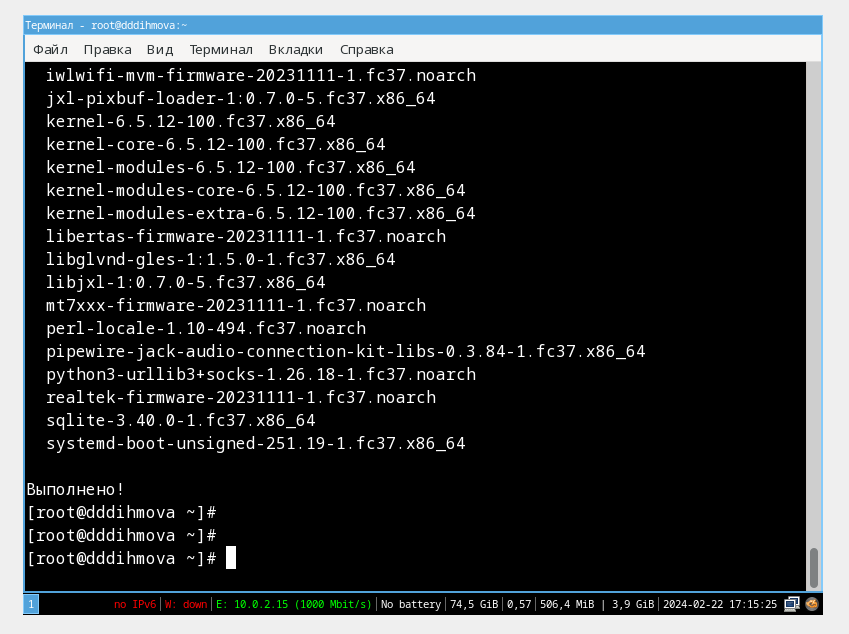 Терминал - root@dddihmova:~
Файл Правка Вид Терминал Вкладки Справка
iwlwifi-mvm-firmware-20231111-1.fc37.noarch
jxl-pixbuf-loader-1:0.7.0-5.fc37.x86_64
kernel-6.5.12-100.fc37.x86_64
kernel-core-6.5.12-100.fc37.x86_64
kernel-modules-6.5.12-100.fc37.x86_64
kernel-modules-core-6.5.12-100.fc37.x86_64
kernel-modules-extra-6.5.12-100.fc37.x86_64
libertas-firmware-20231111-1.fc37.noarch
libglvnd-gles-1:1.5.0-1.fc37.x86_64
libjxl-1:0.7.0-5.fc37.x86_64
mt7xxx-firmware-20231111-1.fc37.noarch
perl-locale-1.10-494.fc37.noarch
pipewire-jack-audio-connection-kit-libs-0.3.84-1.fc37.x86_64
python3-urllib3+socks-1.26.18-1.fc37.noarch
realtek-firmware-20231111-1.fc37.noarch
sqlite-3.40.0-1.fc37.x86_64
systemd-boot-unsigned-251.19-1.fc37.x86_64
Выполнено!
[root@dddihmova ~]#
[root@dddihmova ~]#
[root@dddihmova ~]#
1 no IPv6 | W: down | E: 10.0.2.15 (1000 Mbit/s) | No battery | 74,5 GiB | 0,57 | 506,4 MiB | 3,9 GiB | 2024-02-22 17:15:25